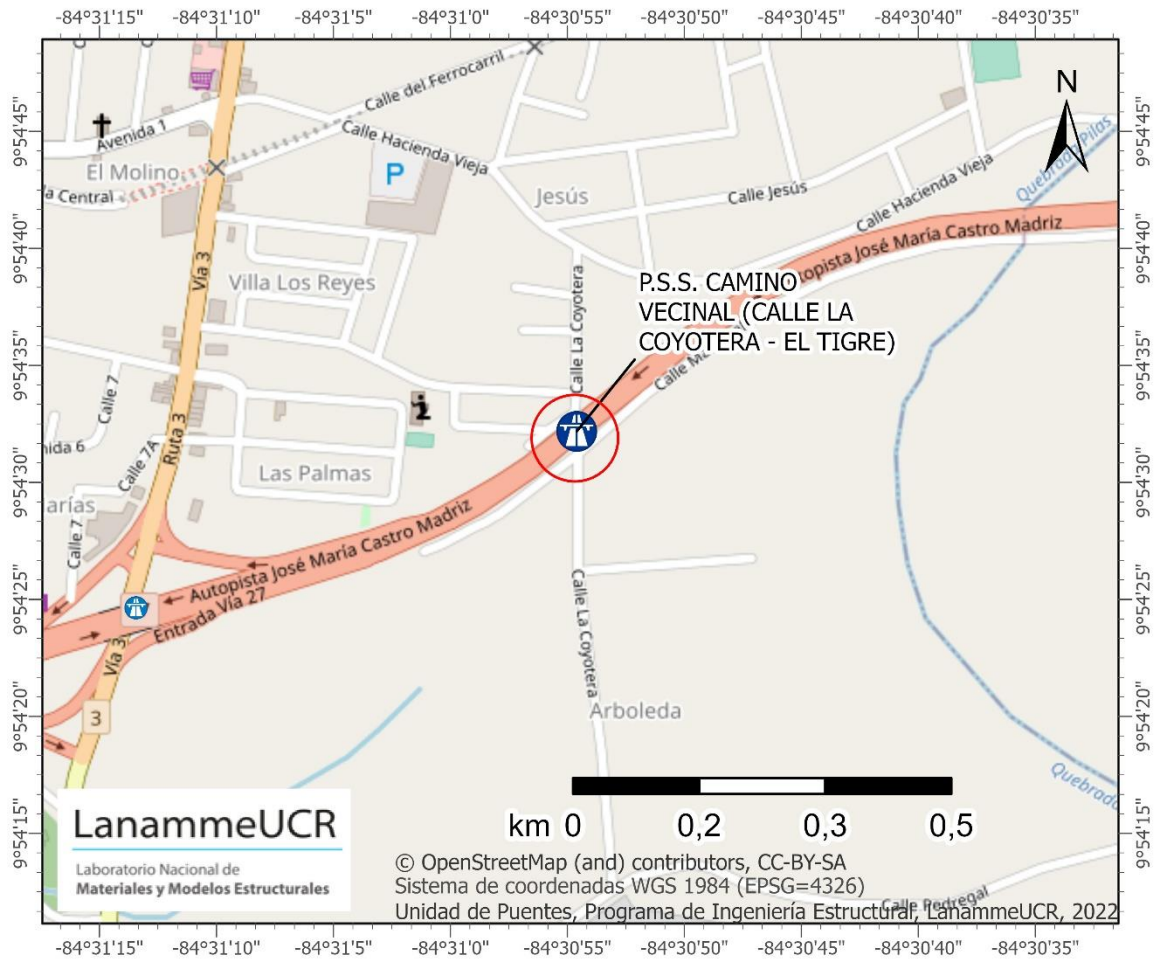 -84°31'15" -84°31'10" -84°31'5" -84°31'0" -84°30'55" -84°30'50" -84°30'45" -84°30'40" -84°30'35"
9°54'45"
9°54'40"
9°54'35"
9°54'30"
9°54'25"
9°54'20"
9°54'15"
9°54'45"
9°54'40"
9°54'35"
9°54'30"
9°54'25"
9°54'20"
9°54'15"
N
Calle del Ferrocarril
Avenida 1
Calle Hacienda Vieja
El Molino
P
Quebrada Pilas
la Central
Jesús
Calle Jesús
Calle Hacienda Vieja
Autopista José María Castro Madriz
Vía 3
Villa Los Reyes
Calle La Coyotera
P.S.S. CAMINO
VECINAL (CALLE LA
COYOTERA - EL TIGRE)
Calle 7
nida 6
Calle 7A
Ruta 3
Las Palmas
arías
Calle 7
Autopista José María Castro Madriz
Entrada Vía 27
Vía 3
Calle La Coyotera
3
Arboleda
Quebrada
km 0 0,2 0,3 0,5
LanammeUCR
Laboratorio Nacional de
Materiales y Modelos Estructurales
© OpenStreetMap (and) contributors, CC-BY-SA
Sistema de coordenadas WGS 1984 (EPSG=4326)
Calle Pedregal
Unidad de Puentes, Programa de Ingeniería Estructural, LanammeUCR, 2022
-84°31'15" -84°31'10" -84°31'5" -84°31'0" -84°30'55" -84°30'50" -84°30'45" -84°30'40" -84°30'35"